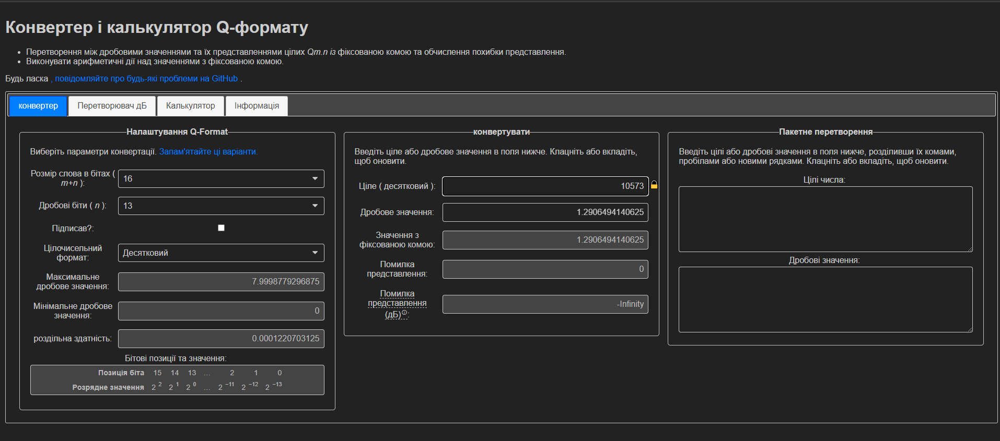 Конвертер і калькулятор Q-формату
Перетворення між дробовими значеннями та їх представленнями цілих Qm.n із фіксованою комою та обчислення похибки представлення.
Виконувати арифметичні дії над значеннями з фіксованою комою.
Будь ласка , повідомляйте про будь-які проблеми на GitHub .
конвертер
Перетворювач дБ
Калькулятор
Інформація
Налаштування Q-Format
Виберіть параметри конвертації. Запам'ятайте ці варіанти.
Розмір слова в бітах (
m+n ):
16
Дробові біти ( n ):
13
Підписав?:
Цілочисельний
формат:
Десятковий
Максимальне
дробове значення:
7.9998779296875
Мінімальне дробове
значення:
0
роздільна здатність:
0.0001220703125
Бітові позиції та значення:
Позиція біта 15 14 13 ... 2 1 0
Розрядне значення 2 2 2 1 2 0 ... 2 −11 2 −12 2 −13
конвертувати
Введіть ціле або дробове значення в поля нижче. Клацніть або вкладіть,
щоб оновити.
Ціле ( десятковий ):
10573
Дробове значення:
1.2906494140625
Значення з
фіксованою комою:
1.2906494140625
Помилка
представлення:
0
Помилка
представлення
(дБ) :
-Infinity
Пакетне перетворення
Введіть цілі або дробові значення в поля нижче, розділивши їх комами,
пробілами або новими рядками. Клацніть або вкладіть, щоб оновити.
Цілі числа:
Дробові значення: